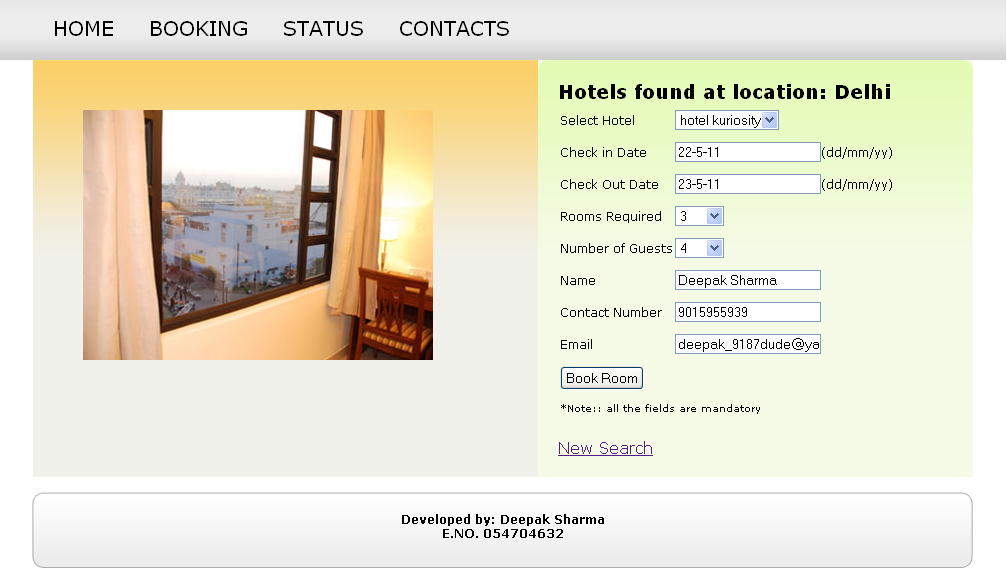 HOME BOOKING STATUS CONTACTS
Hotels found at location: Delhi
Select Hotel hotel kuriosity
Check in Date 22-5-11 (dd/mm/yy)
Check Out Date 23-5-11 (dd/mm/yy)
Rooms Required 3
Number of Guests 4
Name Deepak Sharma
Contact Number 9015955939
Email deepak_9187dude@ya
Book Room
*Note:: all the fields are mandatory
New Search
Developed by: Deepak Sharma
E.NO. 054704632